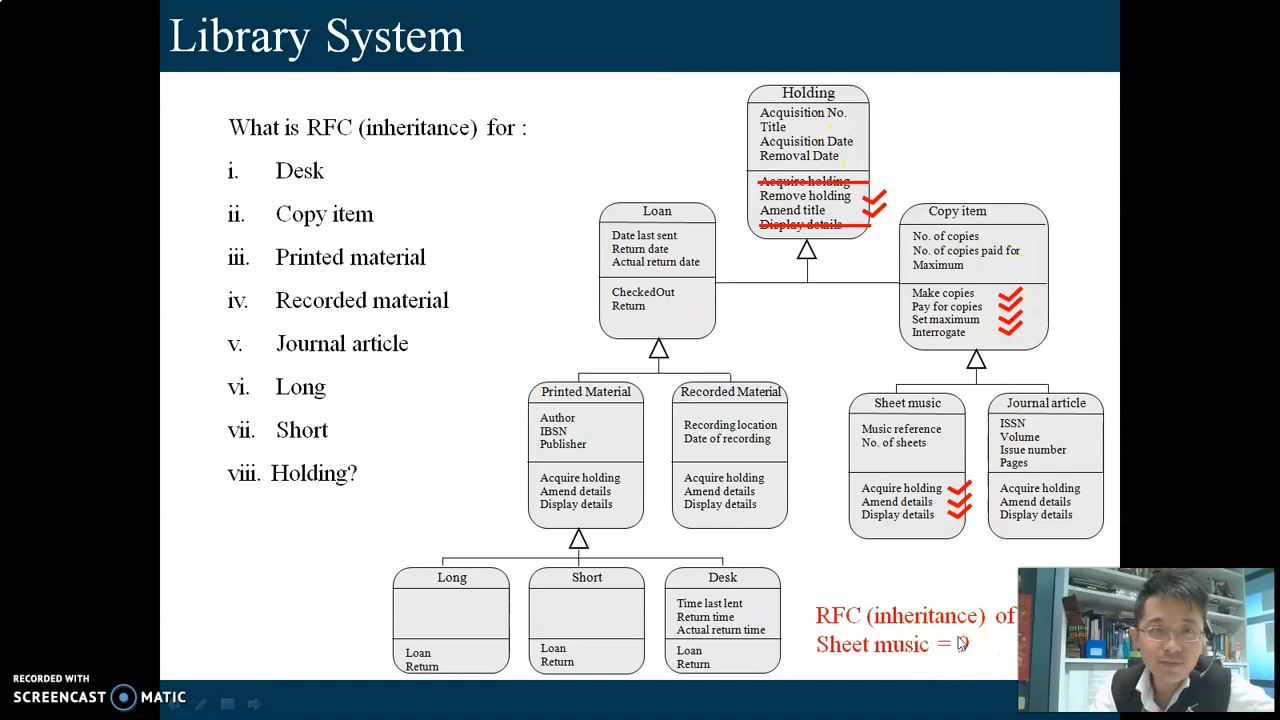 Library System
What is RFC (inheritance) for :
i. Desk
ii. Copy item
iii. Printed material
iv. Recorded material
v. Journal article
vi. Long
vii. Short
viii. Holding?
Holding
Acquisition No.
Title
Acquisition Date
Removal Date
Acquire holding
Remove holding
Amend title
Display details
Loan
Date last sent
Return date
Actual return date
CheckedOut
Return
Copy item
No. of copies
No. of copies paid for
Maximum
Make copies
Pay for copies
Set maximum
Interrogate
Printed Material
Author
IBSN
Publisher
Acquire holding
Amend details
Display details
Recorded Material
Recording location
Date of recording
Acquire holding
Amend details
Display details
Sheet music
Music reference
No. of sheets
Acquire holding
Amend details
Display details
Journal article
ISSN
Volume
Issue number
Pages
Acquire holding
Amend details
Display details
Long
Loan
Return
Short
Loan
Return
Desk
Time last lent
Return time
Actual return time
Loan
Return
RFC (inheritance) of
Sheet music = 9
RECORDED WITH
SCREENCAST MATIC